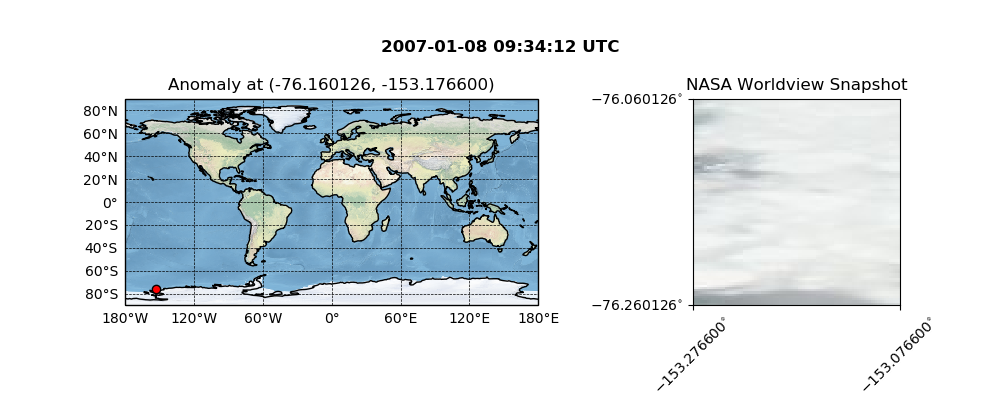 2007-01-08 09:34:12 UTC
Anomaly at (-76.160126, -153.176600)
80°N
60°N
40°N
20°N
0°
20°S
40°S
60°S
80°S
180°W
120°W
60°W
0°
60°E
120°E
180°E
NASA Worldview Snapshot
−76.060126°
−76.260126°
−153.276600°
−153.076600°